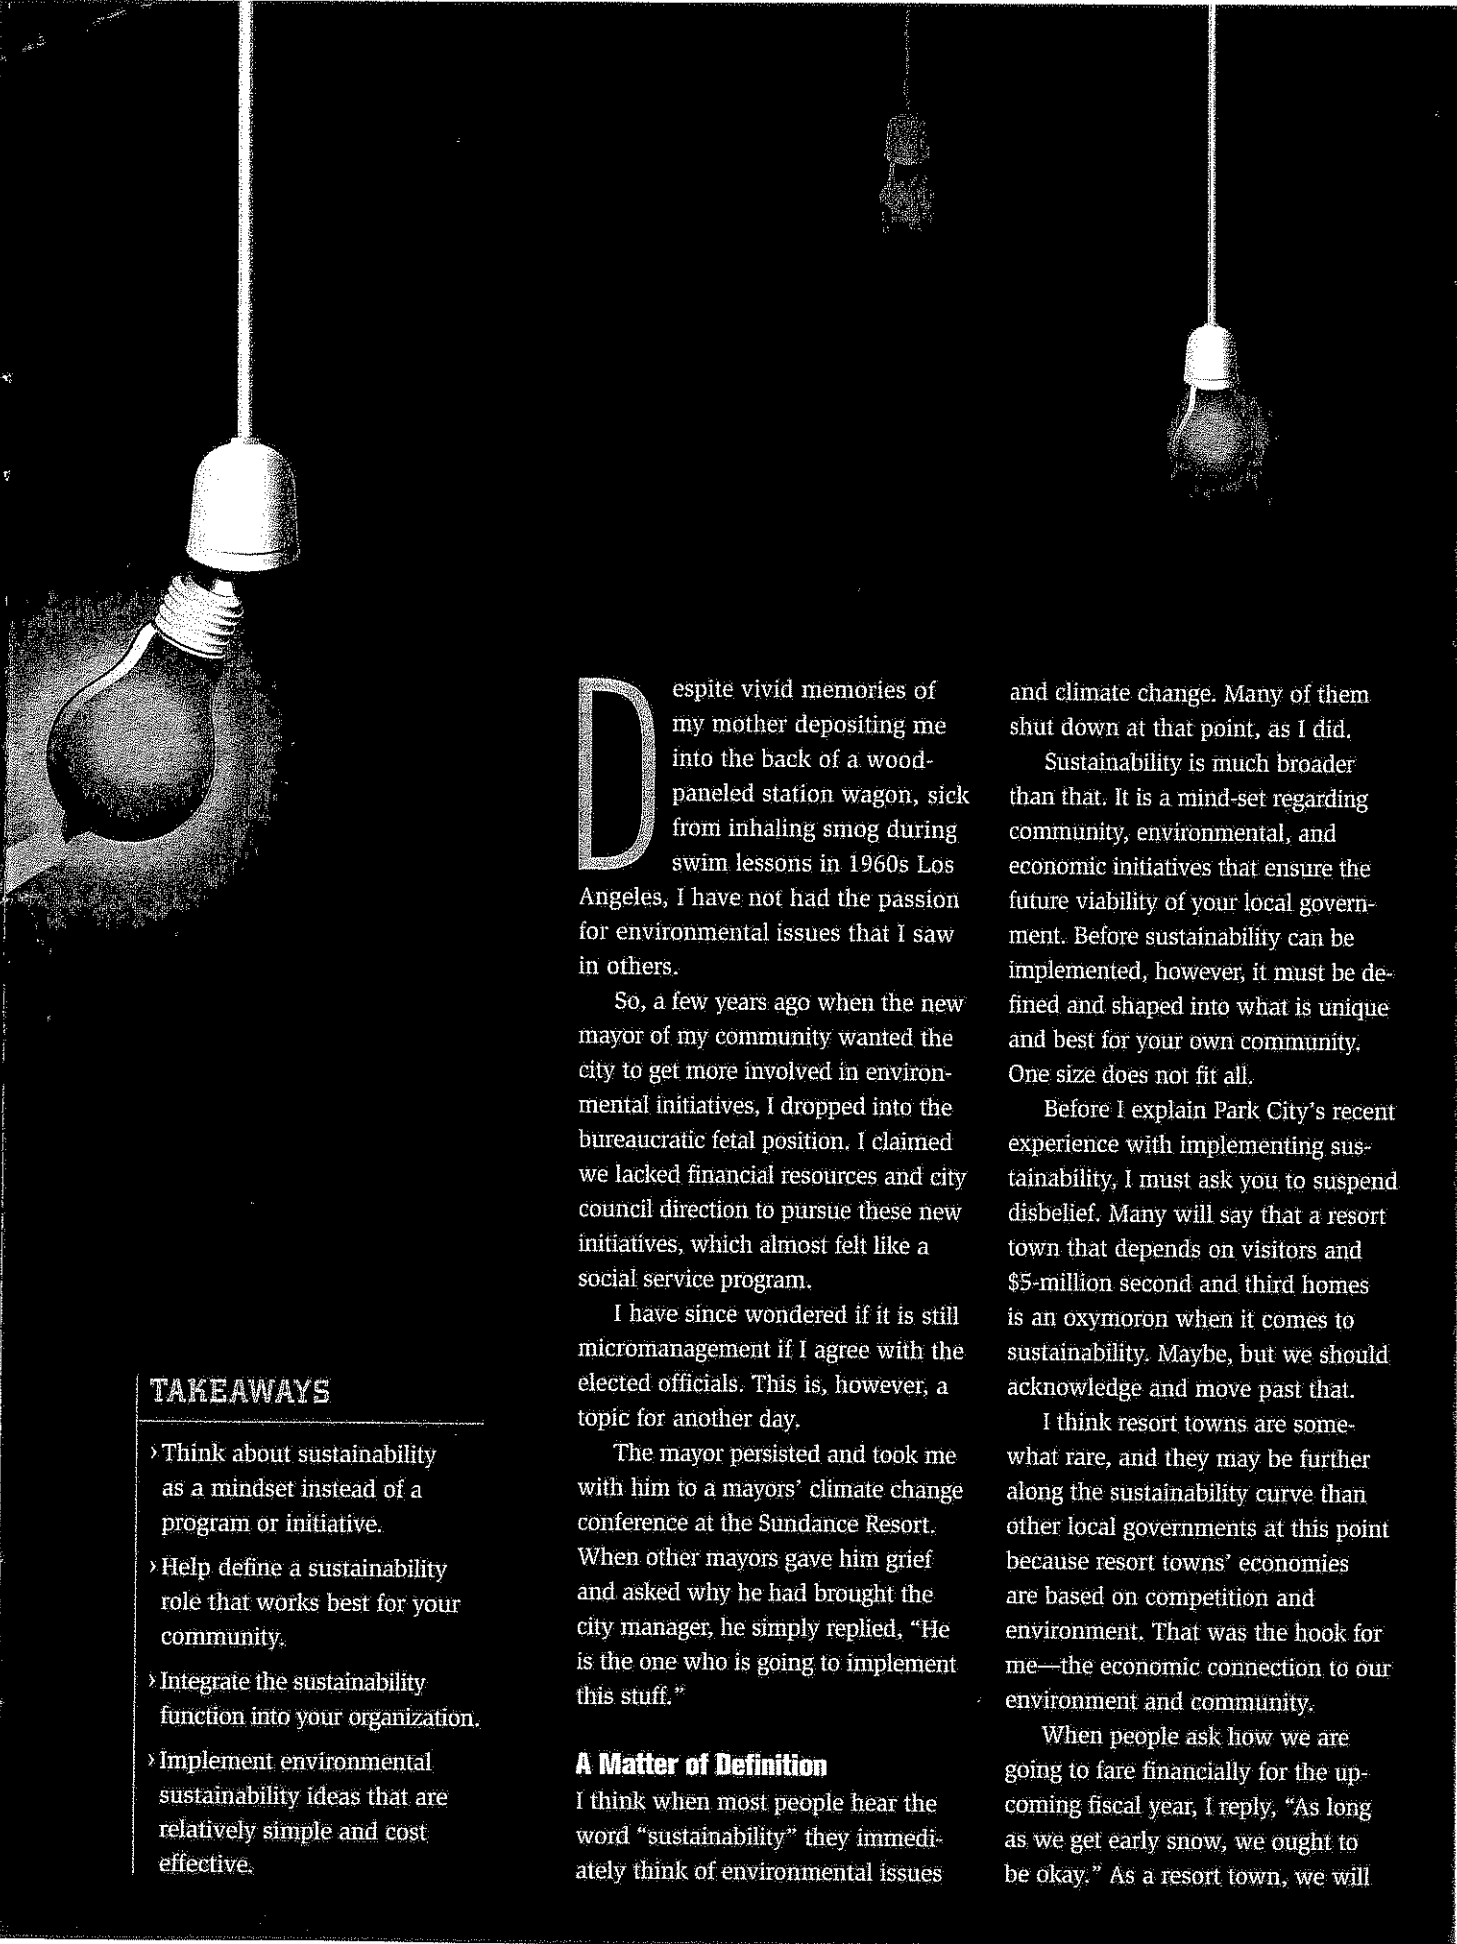 Despite vivid memories of
my mother depositing me
into the back of a wood-
paneled station wagon, sick
from inhaling smog during
swim lessons in 1960s Los
Angeles, I have not had the passion
for environmental issues that I saw
in others.
So, a few years ago when the new
mayor of my community wanted the
city to get more involved in environ-
mental initiatives, I dropped into the
bureaucratic fetal position. I claimed
we lacked financial resources and city
council direction to pursue these new
initiatives, which almost felt like a
social service program.
I have since wondered if it is still
micromanagement if I agree with the
elected officials. This is, however, a
topic for another day.
The mayor persisted and took me
with him to a mayors' climate change
conference at the Sundance Resort.
When other mayors gave him grief
and asked why he had brought the
city manager, he simply replied, "He
is the one who is going to implement
this stuff."
A Matter of Definition
I think when most people hear the
word "sustainability" they immedi-
ately think of environmental issues
and climate change. Many of them
shut down at that point, as I did.
Sustainability is much broader
than that. It is a mind-set regarding
community, environmental, and
economic initiatives that ensure the
future viability of your local govern-
ment. Before sustainability can be
implemented, however, it must be de-
fined and shaped into what is unique
and best for your own community.
One size does not fit all.
Before I explain Park City's recent
experience with implementing sus-
tainability, I must ask you to suspend
disbelief. Many will say that a resort
town that depends on visitors and
$5-million second and third homes
is an oxymoron when it comes to
sustainability. Maybe, but we should
acknowledge and move past that.
I think resort towns are some-
what rare, and they may be further
along the sustainability curve than
other local governments at this point
because resort towns' economies
are based on competition and
environment. That was the hook for
me—the economic connection to our
environment and community.
When people ask how we are
going to fare financially for the up-
coming fiscal year, I reply, "As long
as we get early snow, we ought to
be okay." As a resort town, we will
TAKEAWAYS
› Think about sustainability
as a mindset instead of a
program or initiative.
› Help define a sustainability
role that works best for your
community.
› Integrate the sustainability
function into your organization.
› Implement environmental
sustainability ideas that are
relatively simple and cost
effective.